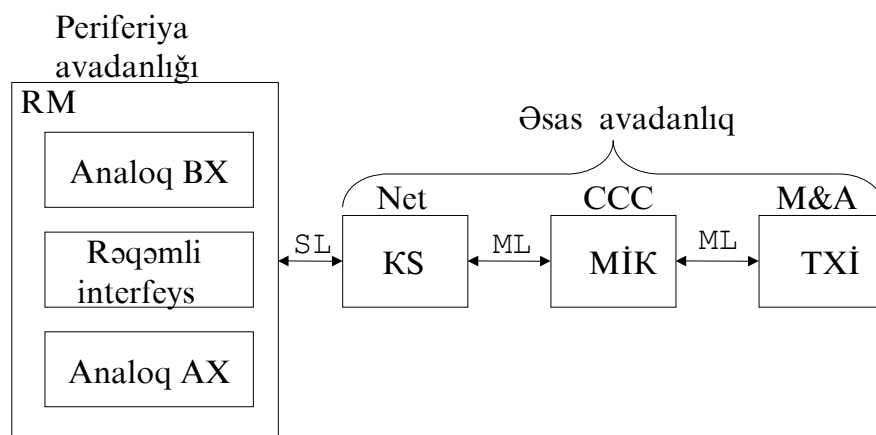 Periferiya
avadanlığı
RM
Analoq BX
Rəqəmli
interfeys
Analoq AX
SL
Əsas avadanlıq
Net
KS
ML
CCC
MİK
ML
M&A
TXİ